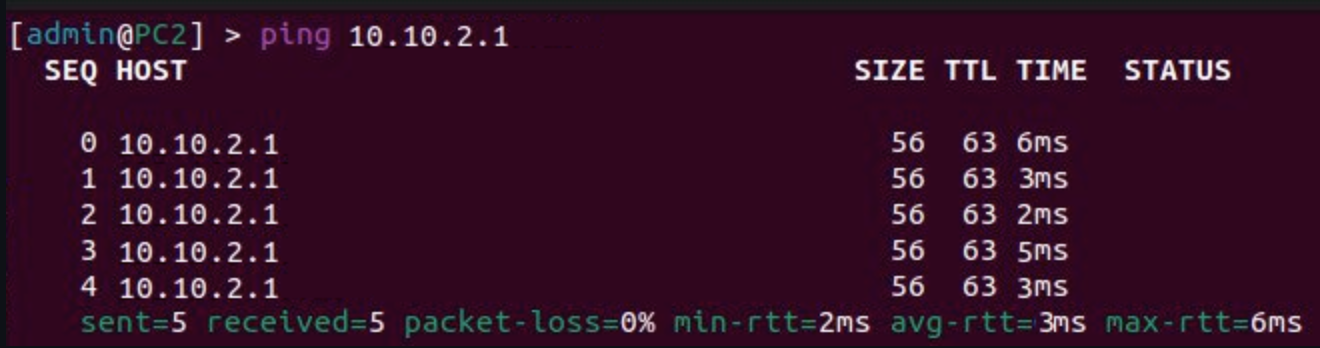 [admin@PC2] > ping 10.10.2.1
SEQ HOST SIZE TTL TIME STATUS
0 10.10.2.1 56 63 6ms
1 10.10.2.1 56 63 3ms
2 10.10.2.1 56 63 2ms
3 10.10.2.1 56 63 5ms
4 10.10.2.1 56 63 3ms
sent=5 received=5 packet-loss=0% min-rtt=2ms avg-rtt=3ms max-rtt=6ms